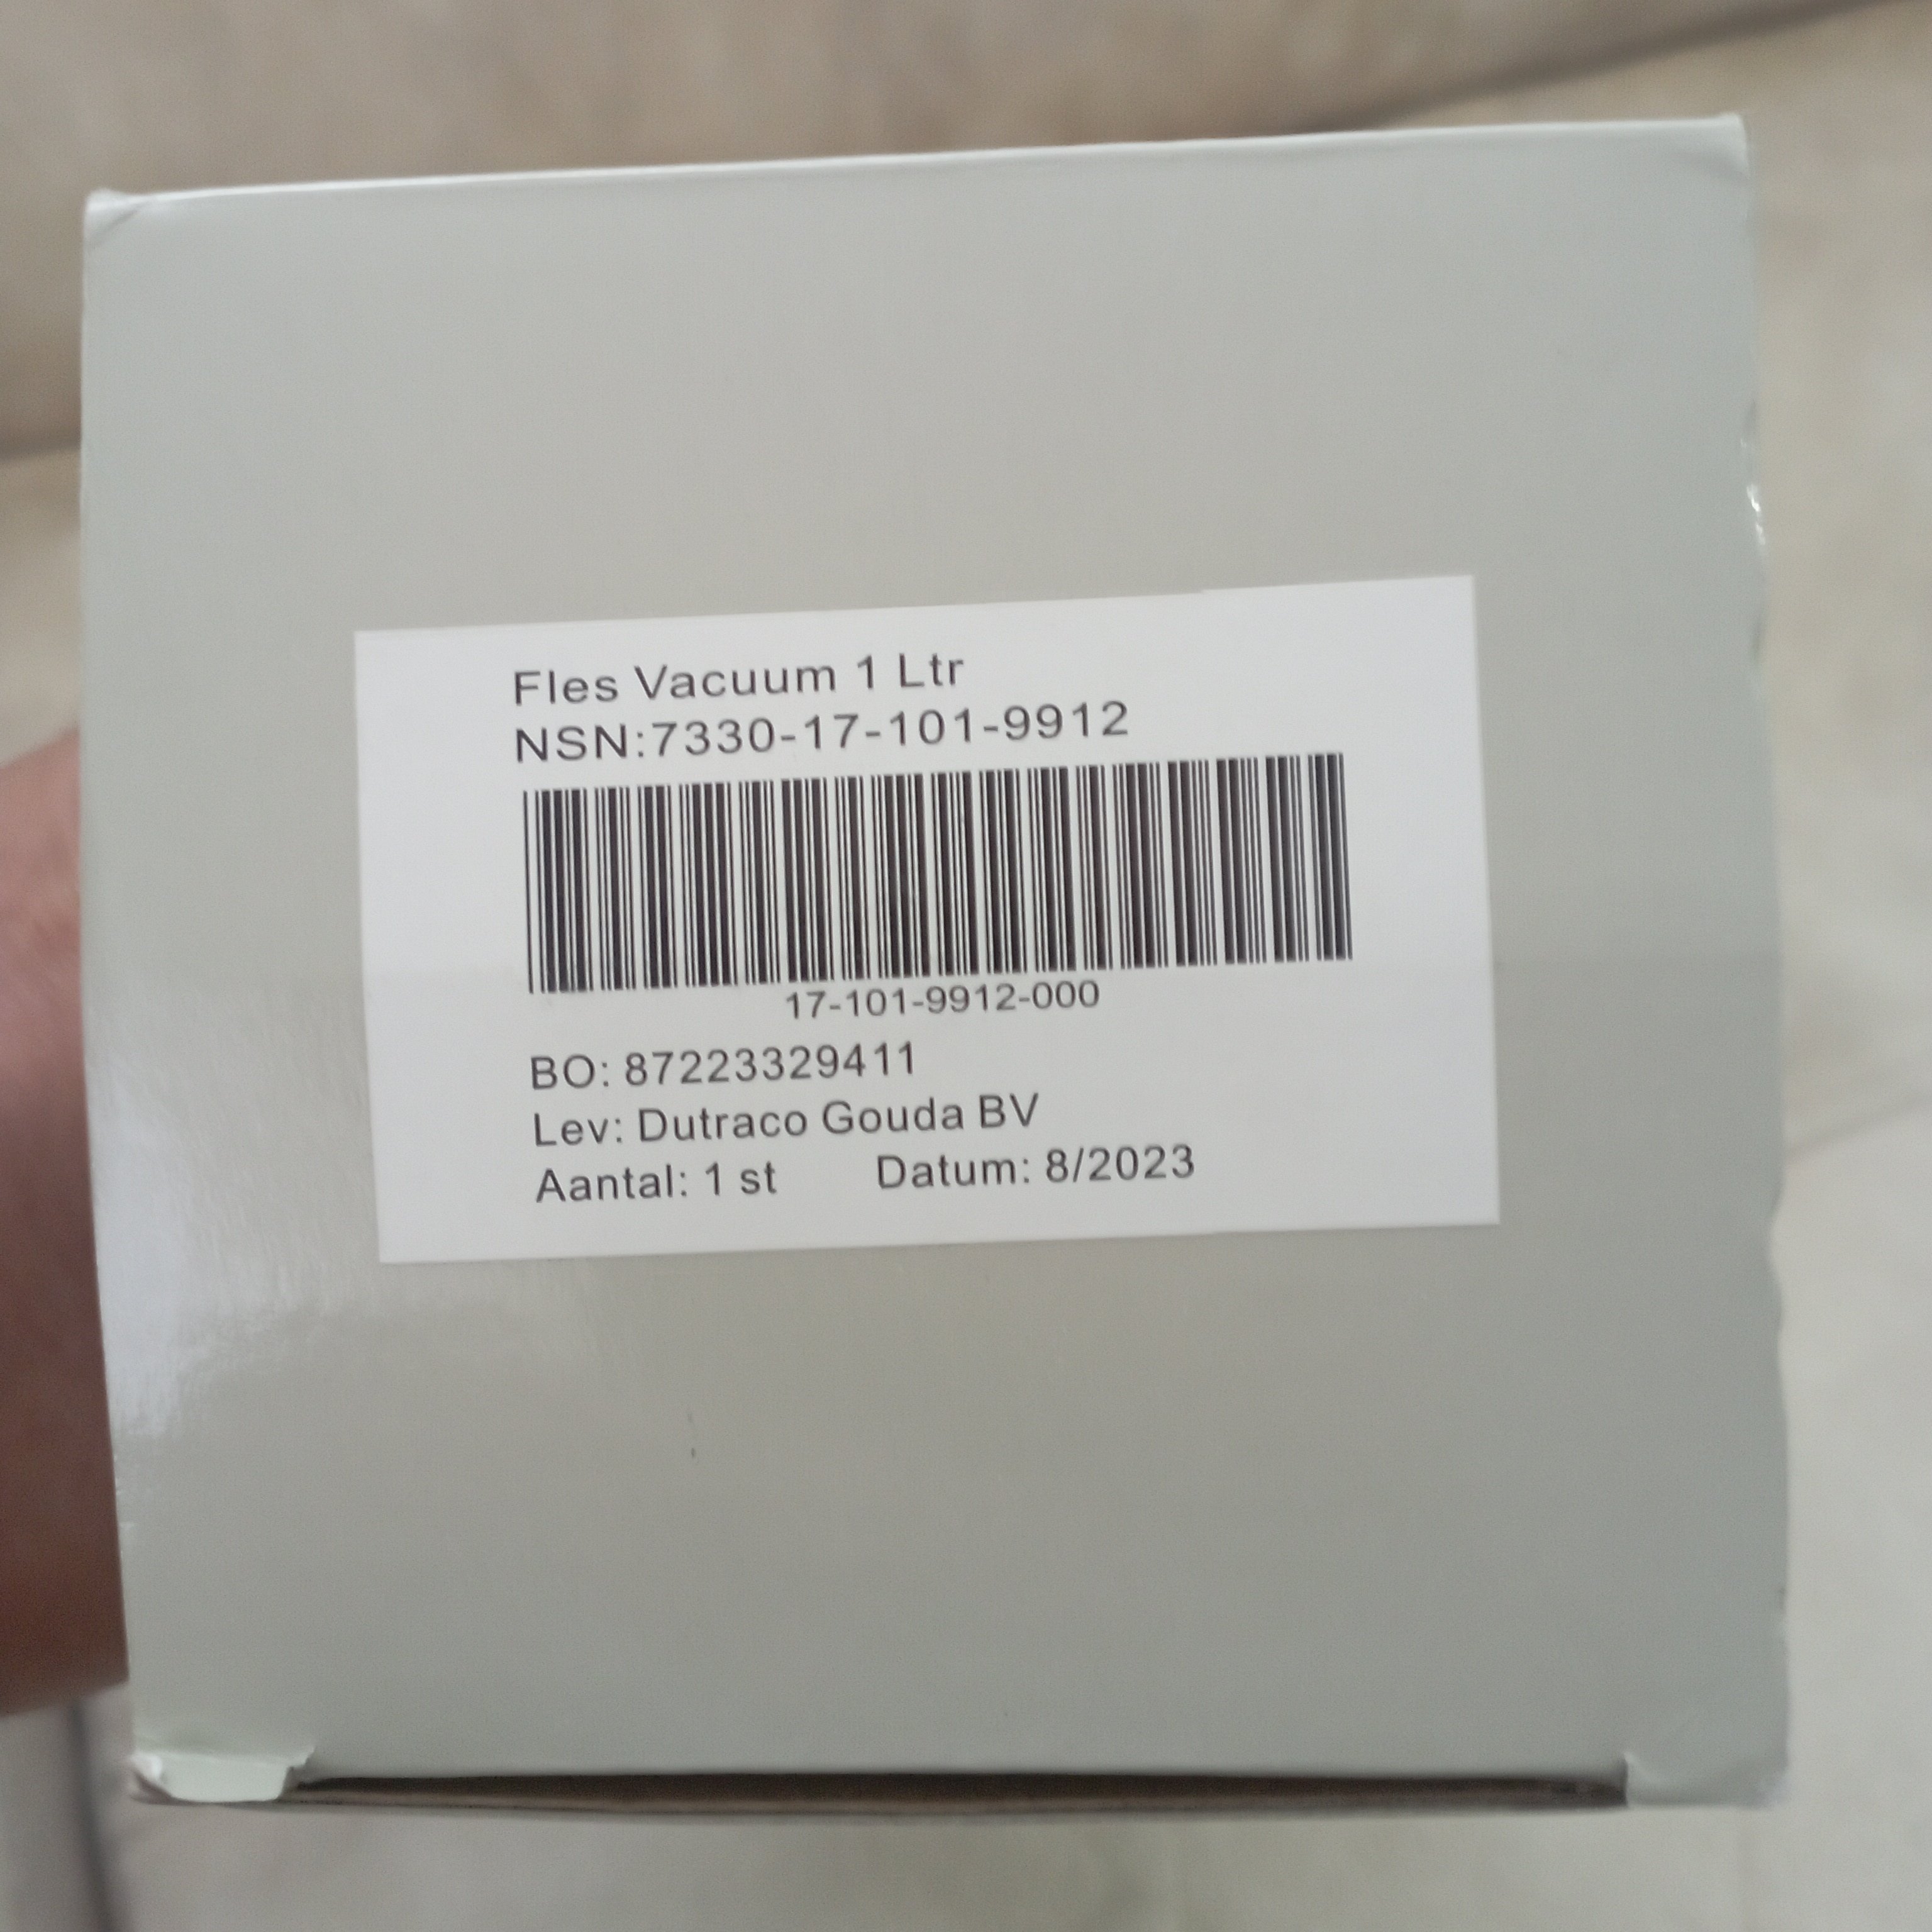 Fles Vacuum 1 Ltr
NSN:7330-17-101-9912
17-101-9912-000
BO: 87223329411
Lev: Dutraco Gouda BV
Aantal: 1 st Datum: 8/2023